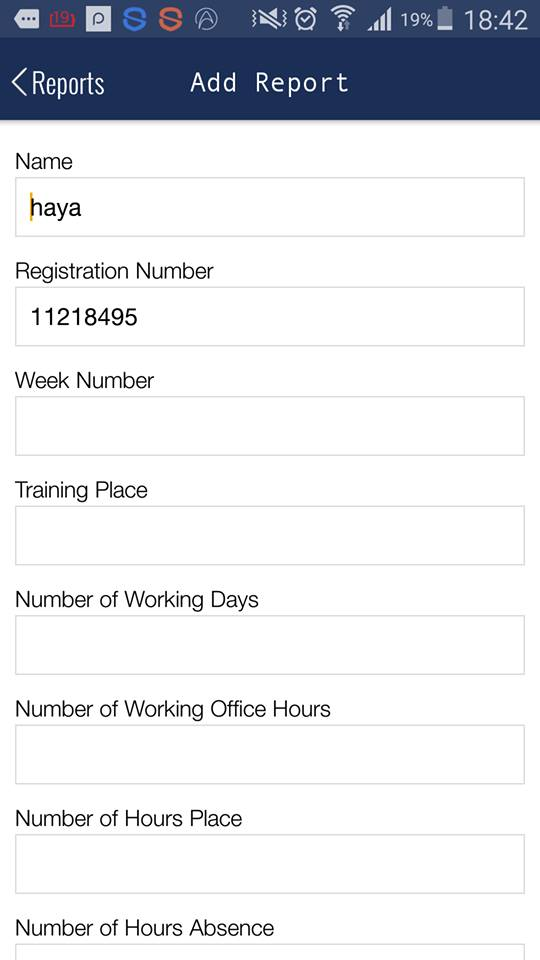 19
P
19% 18:42
Reports Add Report
Name
haya
Registration Number
11218495
Week Number
Training Place
Number of Working Days
Number of Working Office Hours
Number of Hours Place
Number of Hours Absence